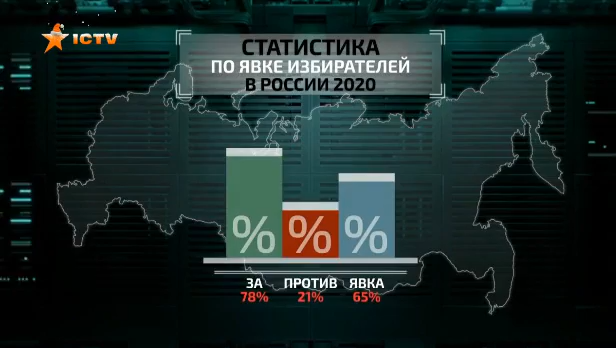 ICTV
СТАТИСТИКА
ПО ЯВКЕ ИЗБИРАТЕЛЕЙ
В РОССИИ 2020
% % %
ЗА ПРОТИВ ЯВКА
78% 21% 65%